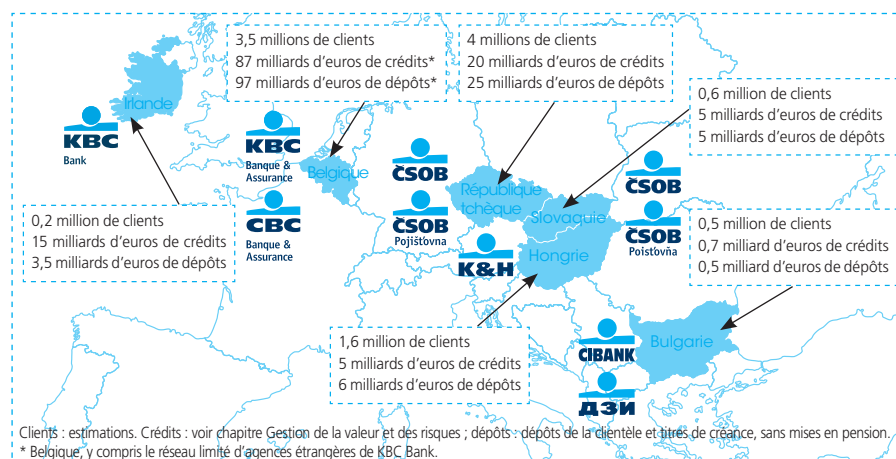 3,5 millions de clients
87 milliards d'euros de crédits*
97 milliards d'euros de dépôts*
4 millions de clients
20 milliards d'euros de crédits
25 milliards d'euros de dépôts
0,6 million de clients
5 milliards d'euros de crédits
5 milliards d'euros de dépôts
Irlande
KBC
Bank
KBC
Banque &
Assurance
Belgique
CBC
Banque &
Assurance
ČSOB
ČSOB
Pojišťovna
République
tchèque
Slovaquie
ČSOB
ČSOB
Poisťovňa
K&H
Hongrie
0,2 million de clients
15 milliards d'euros de crédits
3,5 milliards d'euros de dépôts
0,5 million de clients
0,7 milliard d'euros de crédits
0,5 milliard d'euros de dépôts
1,6 million de clients
5 milliards d'euros de crédits
6 milliards d'euros de dépôts
CIBANK
Bulgarie
ДЗИ
Clients : estimations. Crédits : voir chapitre Gestion de la valeur et des risques ; dépôts : dépôts de la clientèle et titres de créance, sans mises en pension.
* Belgique, y compris le réseau limité d'agences étrangères de KBC Bank.